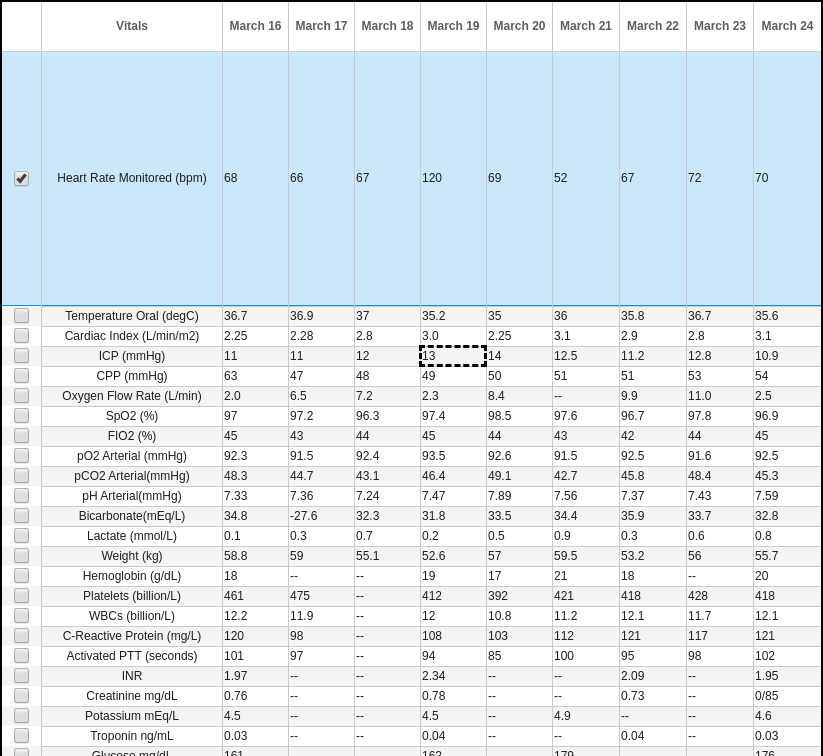 Vitals March 16 March 17 March 18 March 19 March 20 March 21 March 22 March 23 March 24
Heart Rate Monitored (bpm) 68 66 67 120 69 52 67 72 70
Temperature Oral (degC) 36.7 36.9 37 35.2 35 36 35.8 36.7 35.6
Cardiac Index (L/min/m2) 2.25 2.28 2.8 3.0 2.25 3.1 2.9 2.8 3.1
ICP (mmHg) 11 11 12 13 14 12.5 11.2 12.8 10.9
CPP (mmHg) 63 47 48 49 50 51 51 53 54
Oxygen Flow Rate (L/min) 2.0 6.5 7.2 2.3 8.4 -- 9.9 11.0 2.5
SpO2 (%) 97 97.2 96.3 97.4 98.5 97.6 96.7 97.8 96.9
FIO2 (%) 45 43 44 45 44 43 42 44 45
pO2 Arterial (mmHg) 92.3 91.5 92.4 93.5 92.6 91.5 92.5 91.6 92.5
pCO2 Arterial(mmHg) 48.3 44.7 43.1 46.4 49.1 42.7 45.8 48.4 45.3
pH Arterial(mmHg) 7.33 7.36 7.24 7.47 7.89 7.56 7.37 7.43 7.59
Bicarbonate(mEq/L) 34.8 -27.6 32.3 31.8 33.5 34.4 35.9 33.7 32.8
Lactate (mmol/L) 0.1 0.3 0.7 0.2 0.5 0.9 0.3 0.6 0.8
Weight (kg) 58.8 59 55.1 52.6 57 59.5 53.2 56 55.7
Hemoglobin (g/dL) 18 -- -- 19 17 21 18 -- 20
Platelets (billion/L) 461 475 -- 412 392 421 418 428 418
WBCs (billion/L) 12.2 11.9 -- 12 10.8 11.2 12.1 11.7 12.1
C-Reactive Protein (mg/L) 120 98 -- 108 103 112 121 117 121
Activated PTT (seconds) 101 97 -- 94 85 100 95 98 102
INR 1.97 -- -- 2.34 -- -- 2.09 -- 1.95
Creatinine mg/dL 0.76 -- -- 0.78 -- -- 0.73 -- 0/85
Potassium mEq/L 4.5 -- -- 4.5 -- 4.9 -- -- 4.6
Troponin ng/mL 0.03 -- -- 0.04 -- -- 0.04 -- 0.03
Glucose mg/dL 161 162 179 176